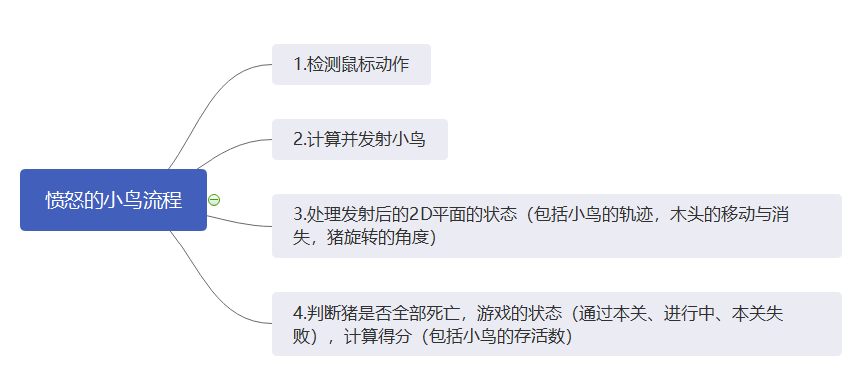 1.检测鼠标动作
2.计算并发射小鸟
愤怒的小鸟流程
3.处理发射后的2D平面的状态（包括小鸟的轨迹，木头的移动与消
失，猪旋转的角度）
4.判断猪是否全部死亡，游戏的状态（通过本关、进行中、本关失
败），计算得分（包括小鸟的存活数）